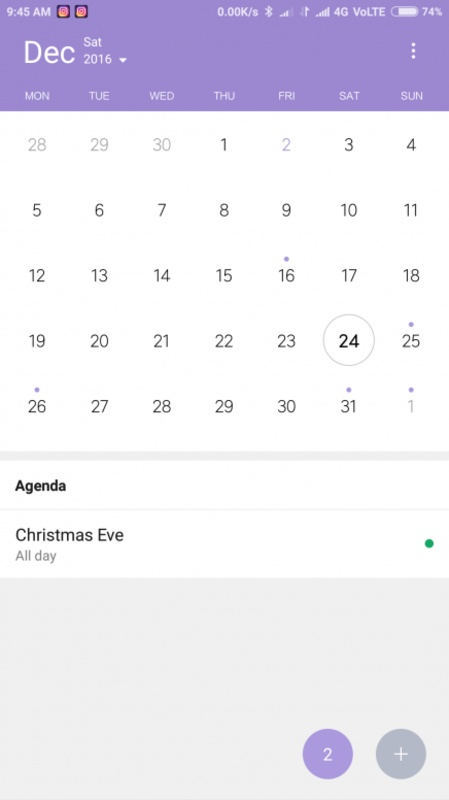 9:45 AM 0.00K/s 4G VoLTE 74%
Dec Sat
2016
MON TUE WED THU FRI SAT SUN
28 29 30 1 2 3 4
5 6 7 8 9 10 11
12 13 14 15 16 17 18
19 20 21 22 23 24 25
26 27 28 29 30 31 1
Agenda
Christmas Eve
All day
2 +